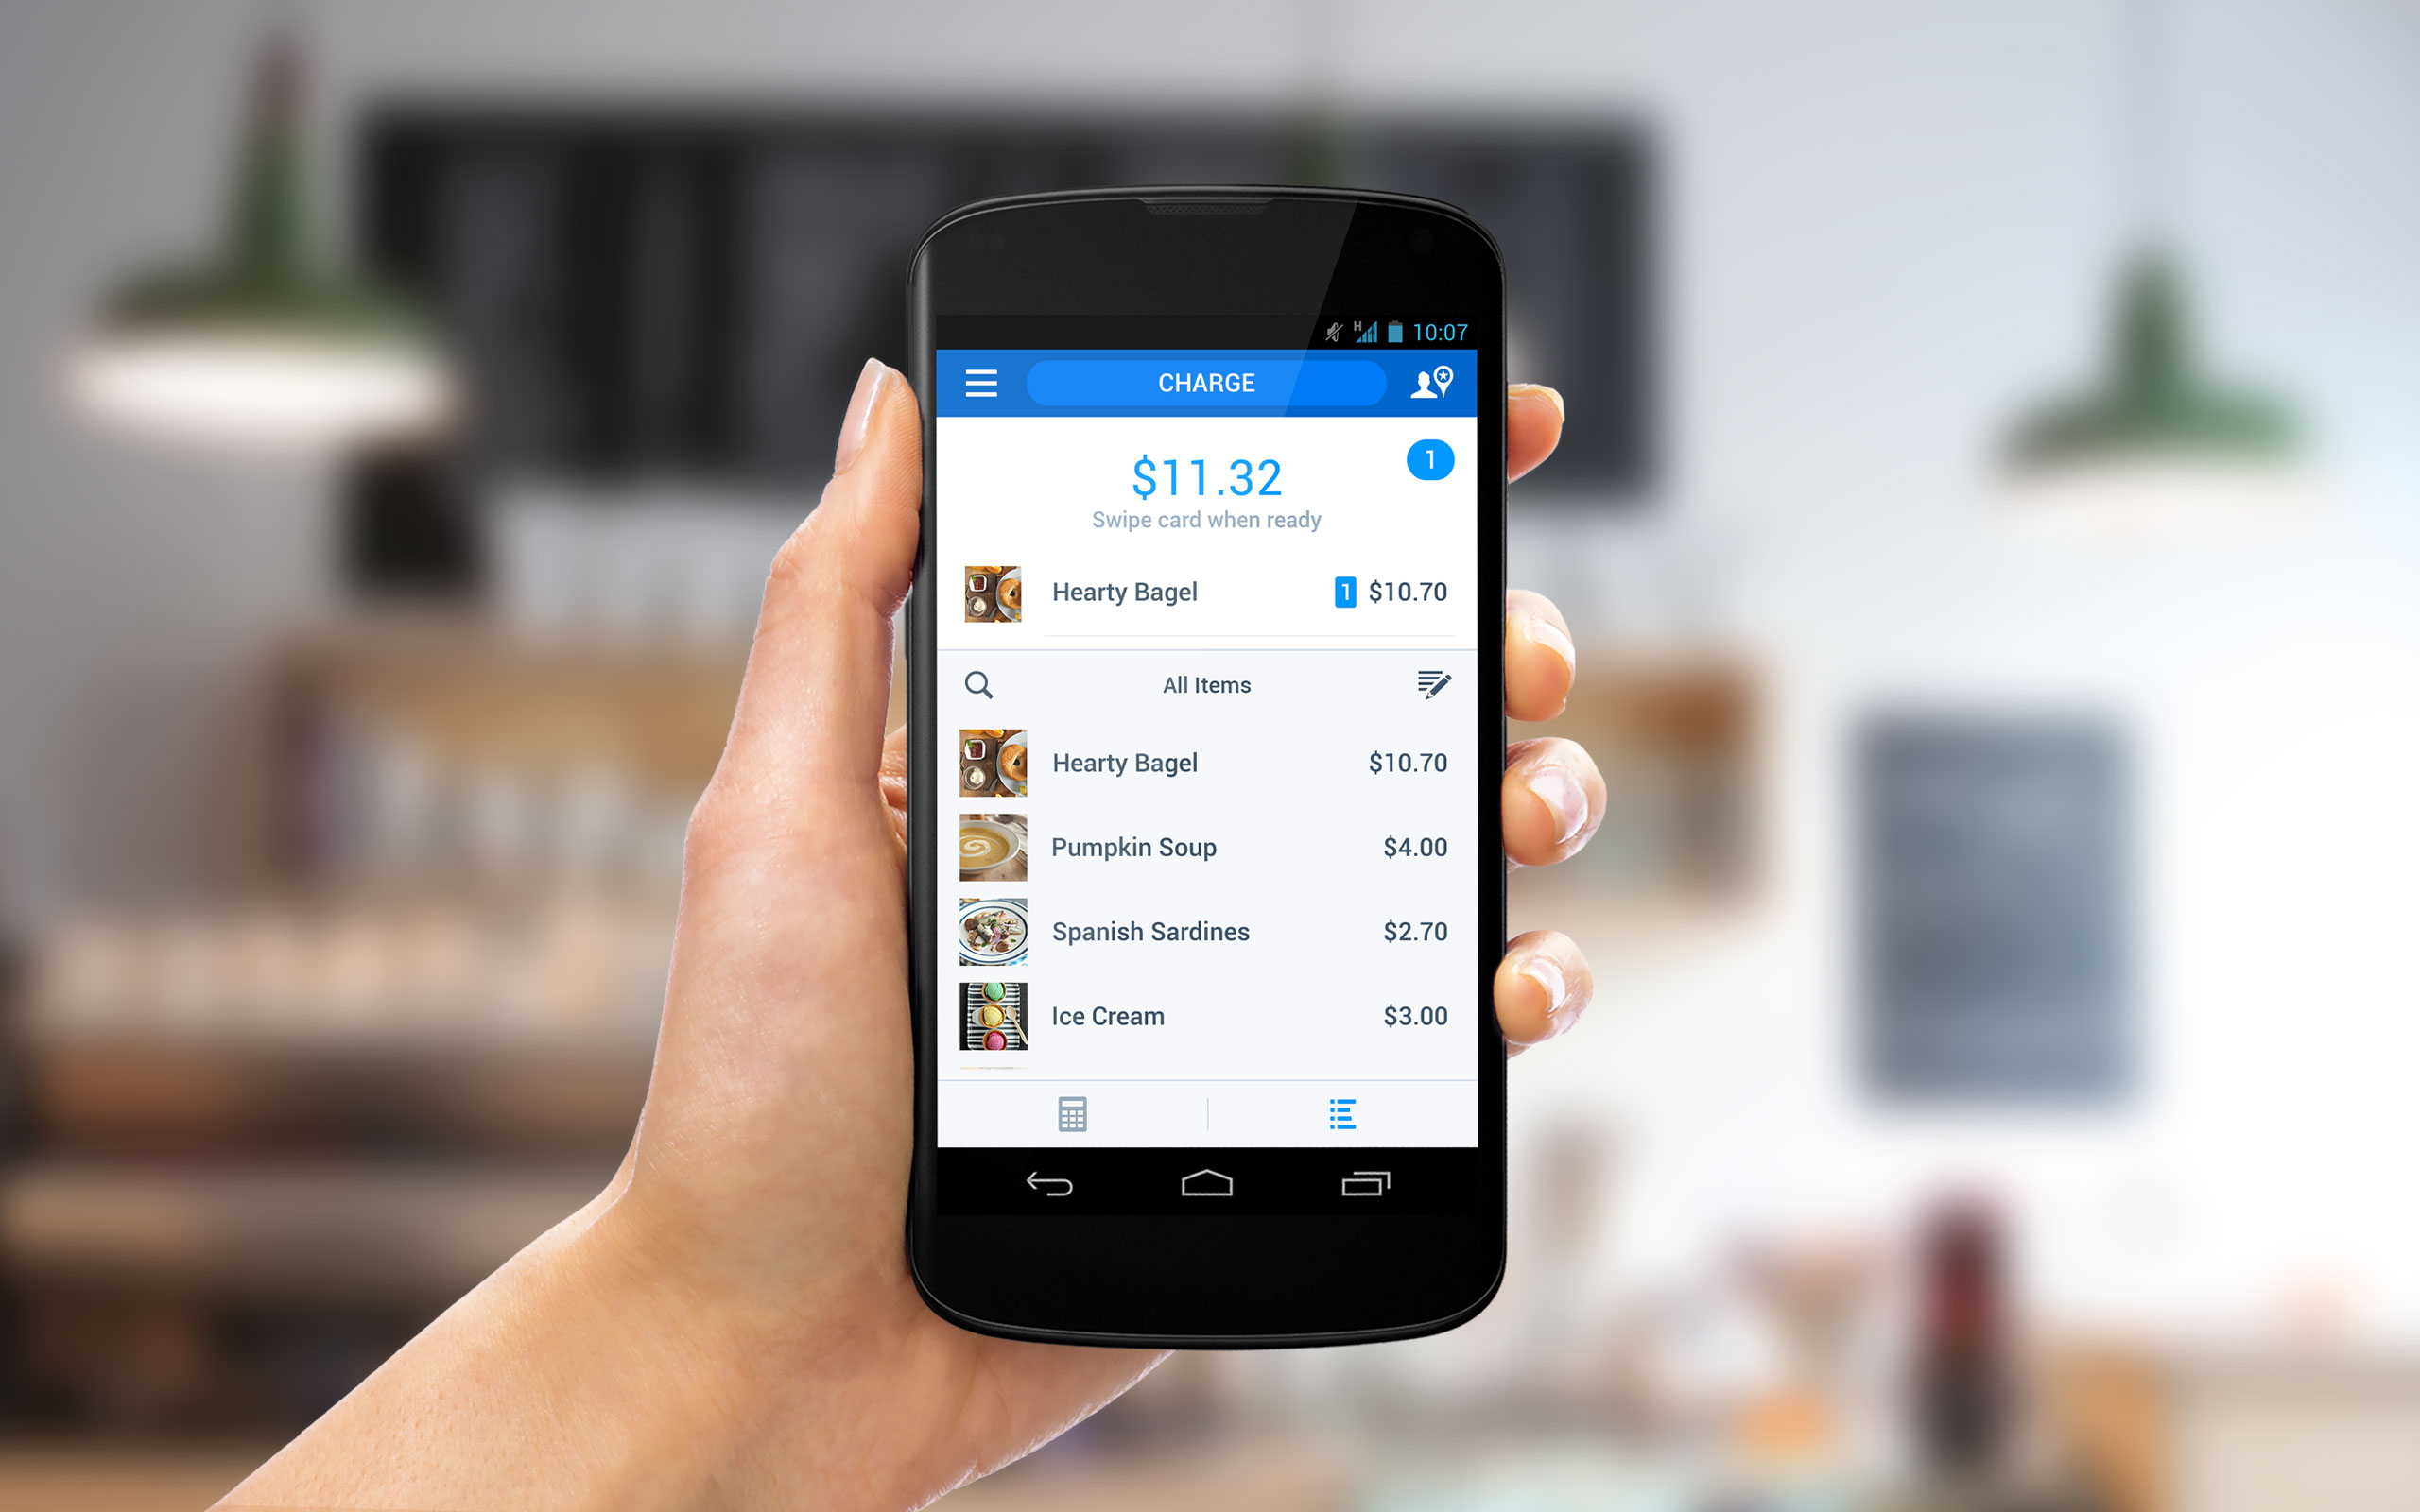 H 10:07
CHARGE
$11.32
1
Swipe card when ready
Hearty Bagel 1 $10.70
All Items
Hearty Bagel $10.70
Pumpkin Soup $4.00
Spanish Sardines $2.70
Ice Cream $3.00